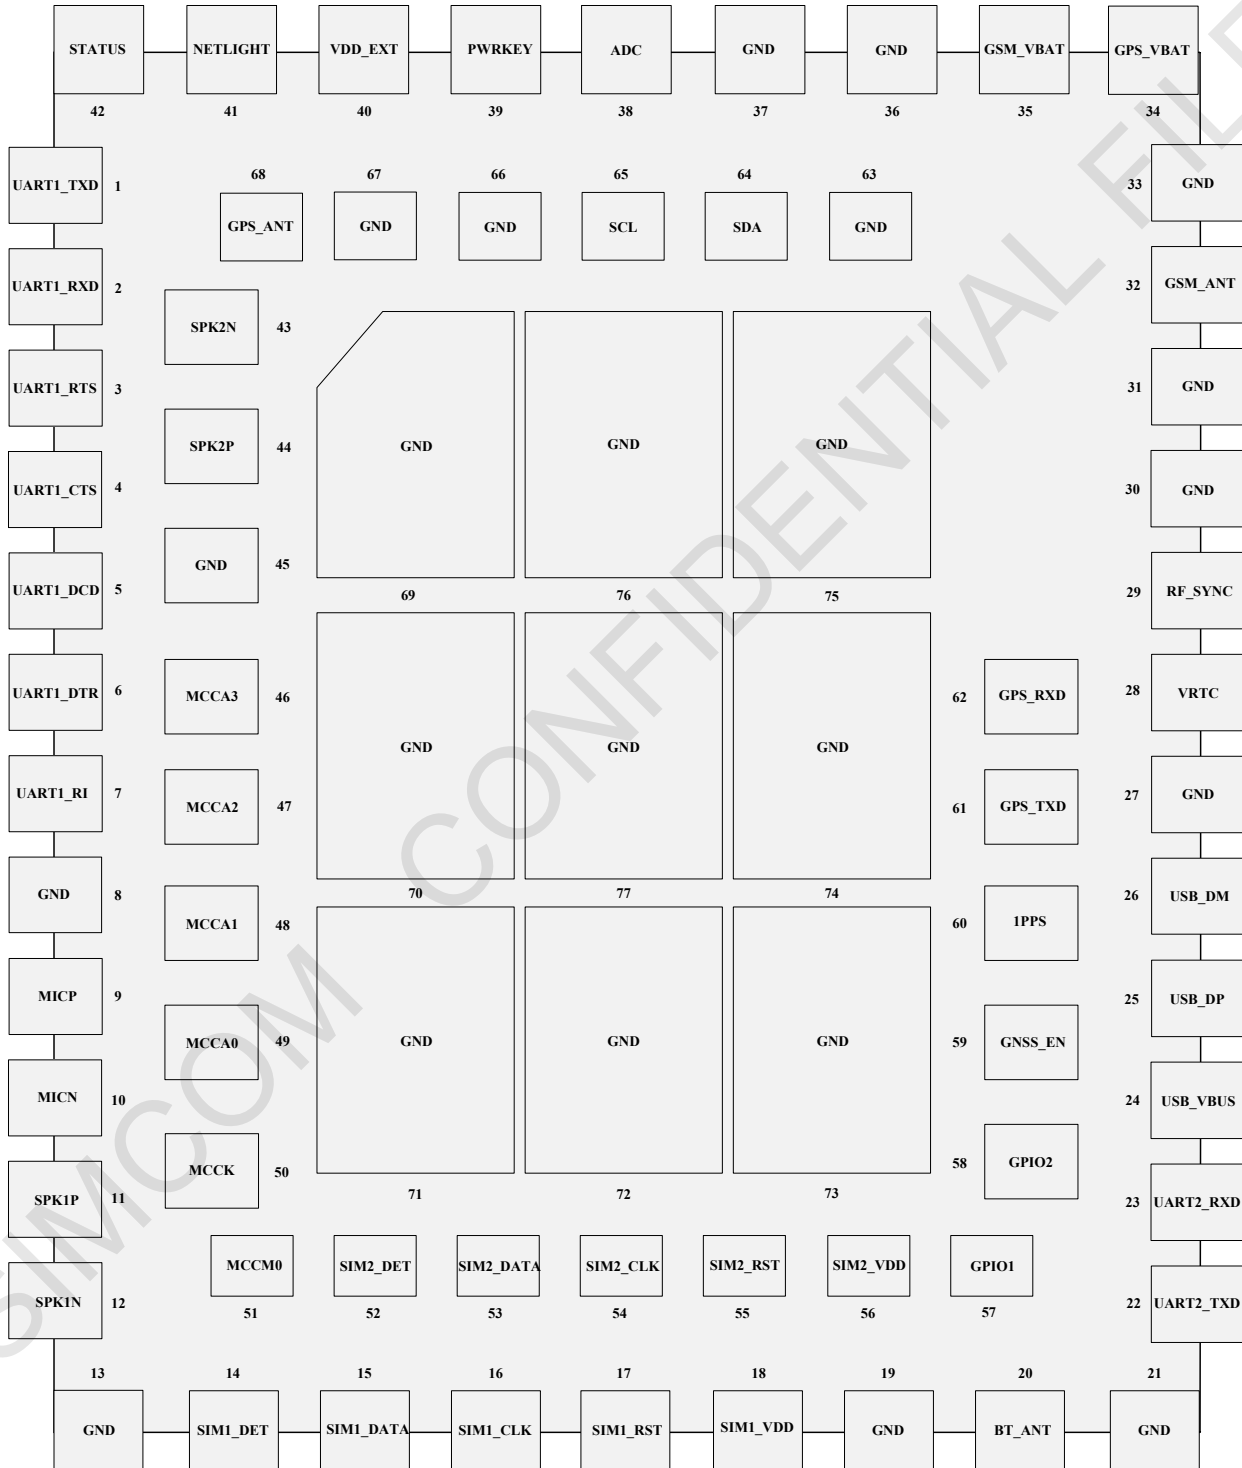 STATUS NETLIGHT VDD_EXT PWRKEY ADC GND GND GSM_VBAT GPS_VBAT
42 41 40 39 38 37 36 35 34
68 67 66 65 64 63
UART1_TXD 1 33 GND
GPS_ANT GND GND SCL SDA GND
UART1_RXD 2 32 GSM_ANT
SPK2N 43
UART1_RTS 3 31 GND
SPK2P 44 GND GND GND
UART1_CTS 4 30 GND
GND 45
UART1_DCD 5 69 76 75 29 RF_SYNC
UART1_DTR 6 MCCA3 46 62 GPS_RXD 28 VRTC
GND GND GND
UART1_RI 7 MCCA2 47 61 GPS_TXD 27 GND
GND 8 70 77 74 26 USB_DM
MCCA1 48 60 1PPS
MICP 9 25 USB_DP
MCCA0 49 GND GND GND 59 GNSS_EN
MICN 10 24 USB_VBUS
MCCK 50 58 GPIO2
SPK1P 11 71 72 73 23 UART2_RXD
MCCM0 SIM2_DET SIM2_DATA SIM2_CLK SIM2_RST SIM2_VDD GPIO1
SPK1N 12 22 UART2_TXD
51 52 53 54 55 56 57
13 14 15 16 17 18 19 20 21
GND SIM1_DET SIM1_DATA SIM1_CLK SIM1_RST SIM1_VDD GND BT_ANT GND
SIMCOM CONFIDENTIAL FILE